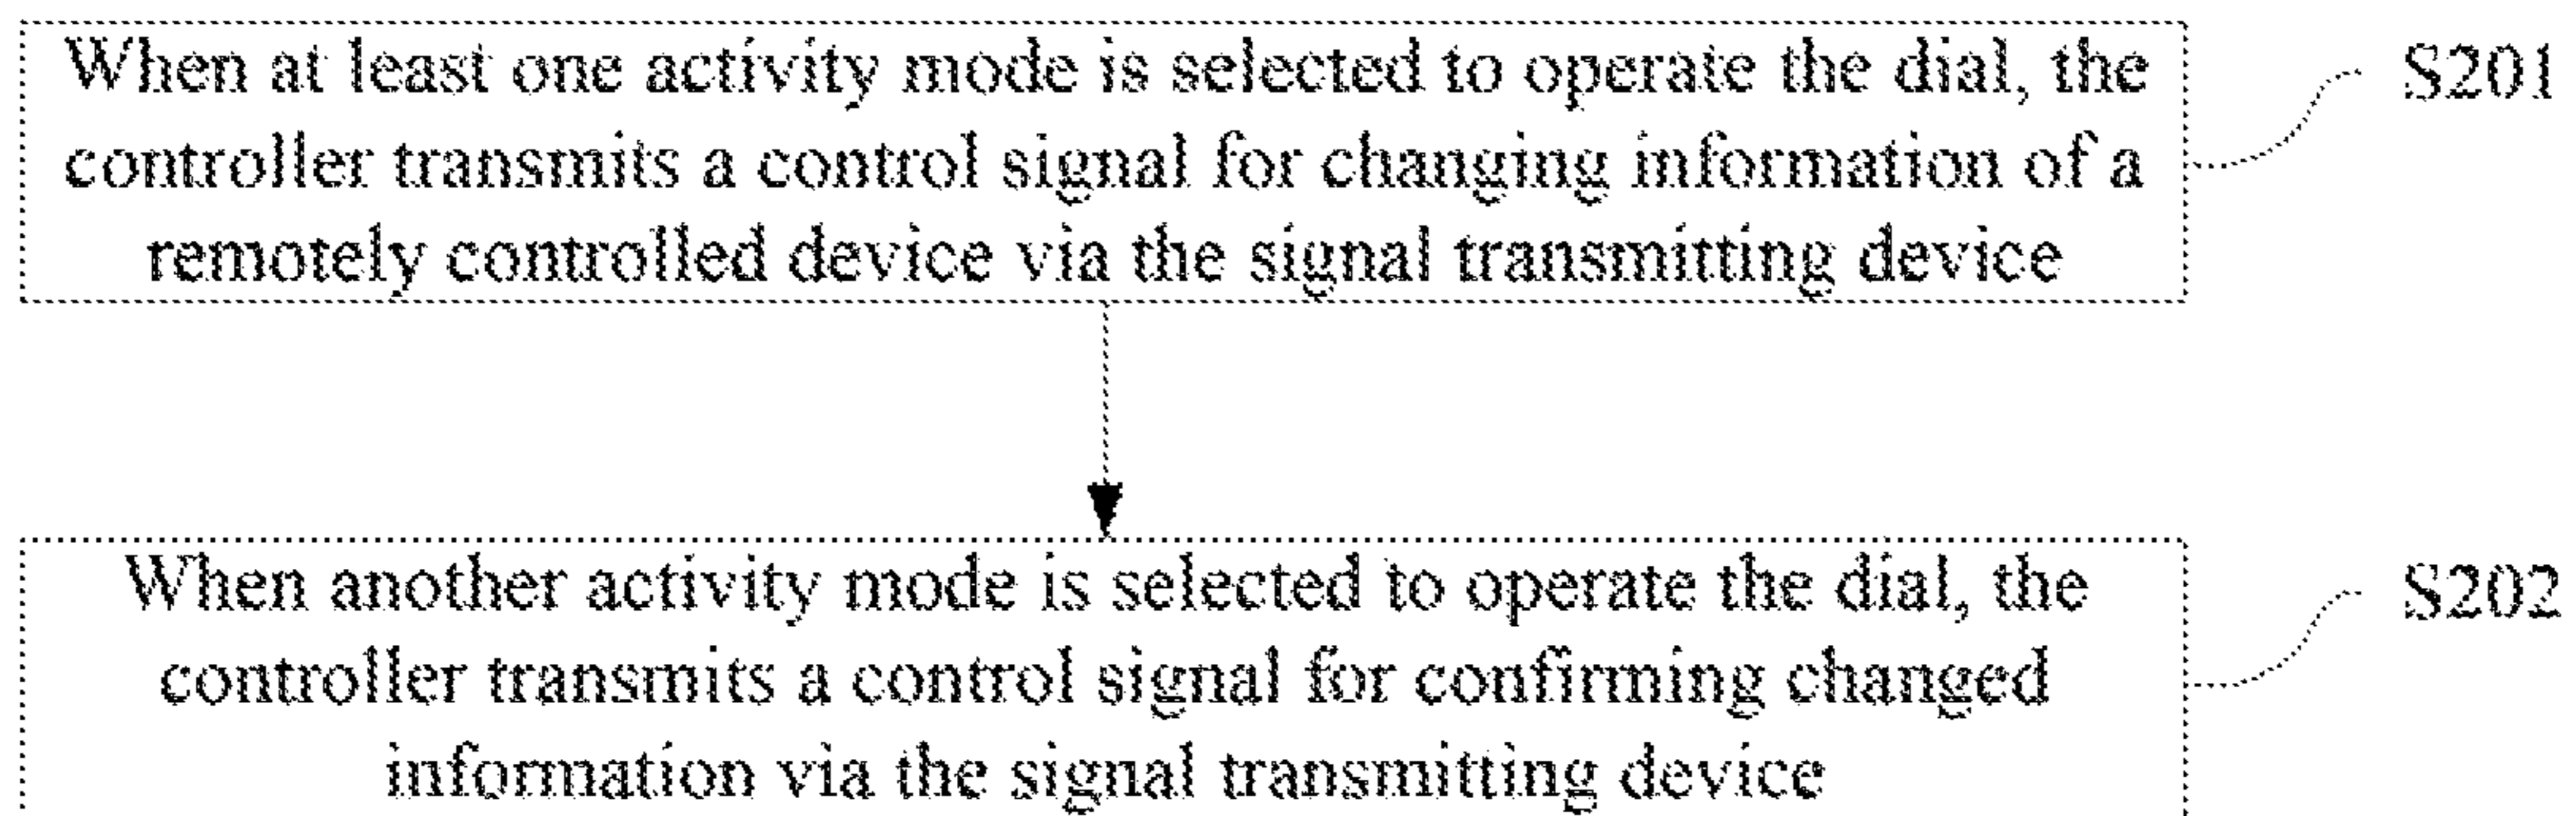 When at least one activity mode is selected to operate the dial, the
controller transmits a control signal for changing information of a
remotely controlled device via the signal transmitting device
S201
When another activity mode is selected to operate the dial, the
controller transmits a control signal for confirming changed
information via the signal transmitting device
S202